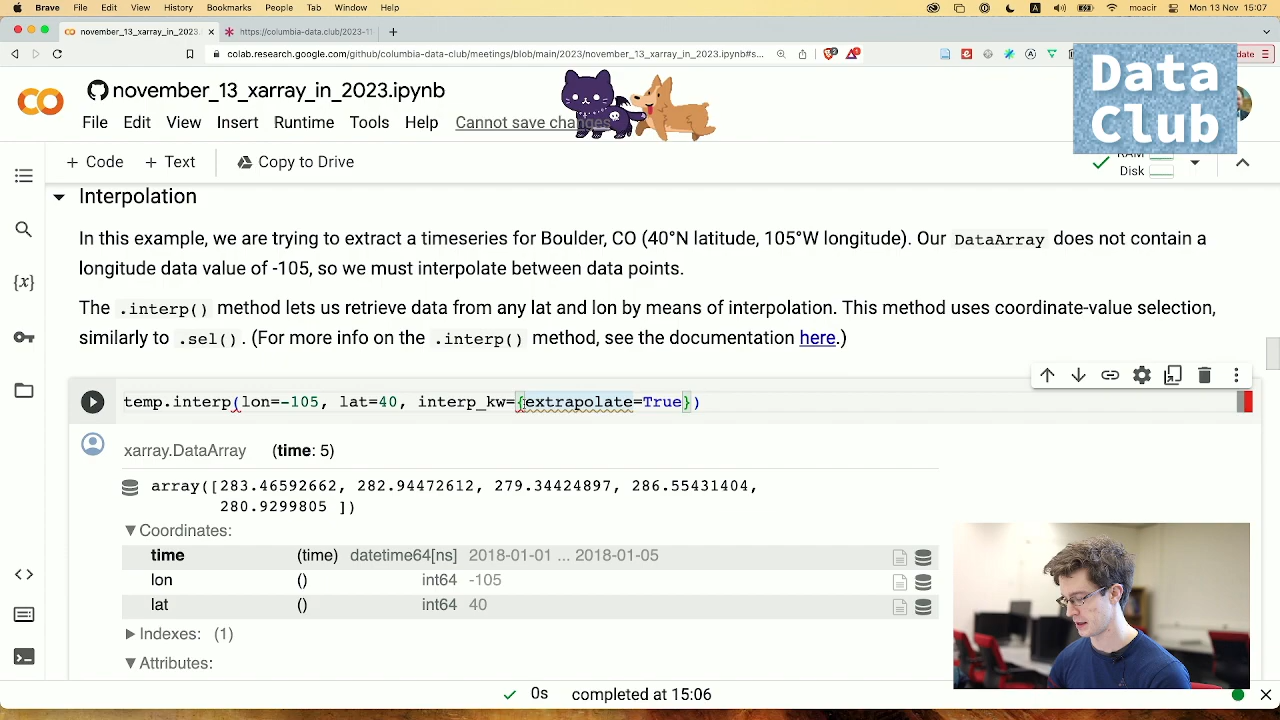 Brave File Edit View History Bookmarks People Tab Window Help A moacir Mon 13 Nov 15:07
november_13_xarray_in_2023. × https://columbia-data.club/2023-11 × +
colab.research.google.com/github/columbia-data-club/meetings/blob/main/2023/november_13_xarray_in_2023.ipynb#s...
Data
Club
november_13_xarray_in_2023.ipynb
File Edit View Insert Runtime Tools Help Cannot save changes
+ Code + Text Copy to Drive
RAM
Disk
Interpolation
In this example, we are trying to extract a timeseries for Boulder, CO (40°N latitude, 105°W longitude). Our DataArray does not contain a
longitude data value of -105, so we must interpolate between data points.
The .interp() method lets us retrieve data from any lat and lon by means of interpolation. This method uses coordinate-value selection,
similarly to .sel(). (For more info on the .interp() method, see the documentation here.)
temp.interp(lon=-105, lat=40, interp_kw={extrapolate=True})
xarray.DataArray (time: 5)
array([283.46592662, 282.94472612, 279.34424897, 286.55431404,
280.9299805 ])
▼Coordinates:
time (time) datetime64[ns] 2018-01-01 ... 2018-01-05
lon () int64 -105
lat () int64 40
►Indexes: (1)
▼Attributes:
0s completed at 15:06